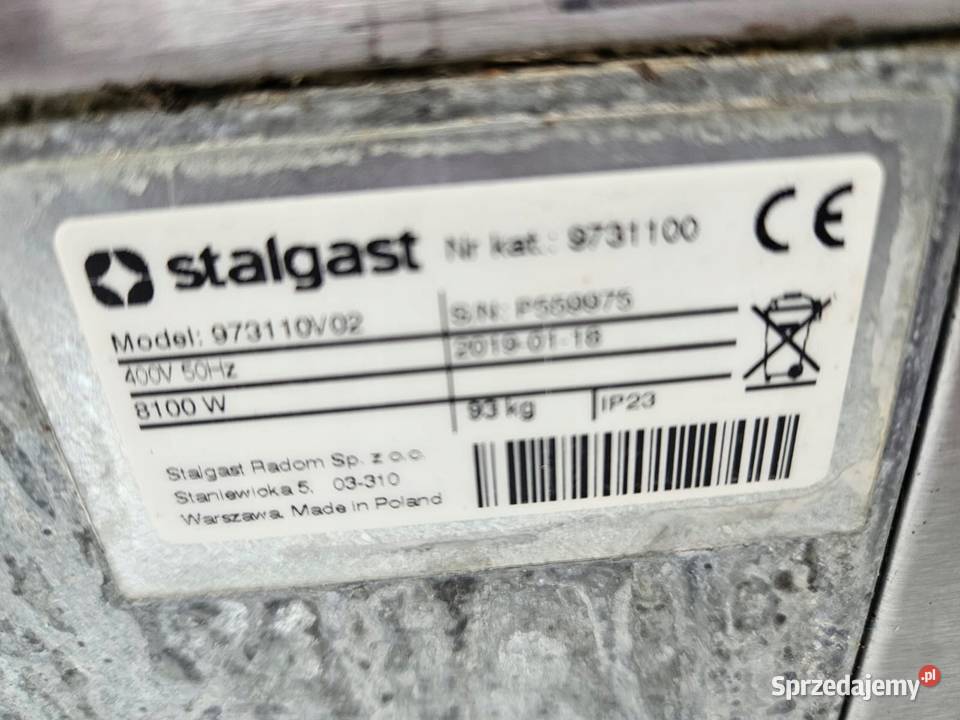 stalgast Nr kat.: 9731100 CE
Model: 973110V02 S/N: P559975
400V 50Hz 2019-01-18
8100 W 93 kg IP23
Stalgast Radom Sp. z o.o.
Staniewicka 5, 03-310
Warszawa, Made in Poland
Sprzedajemy.pl